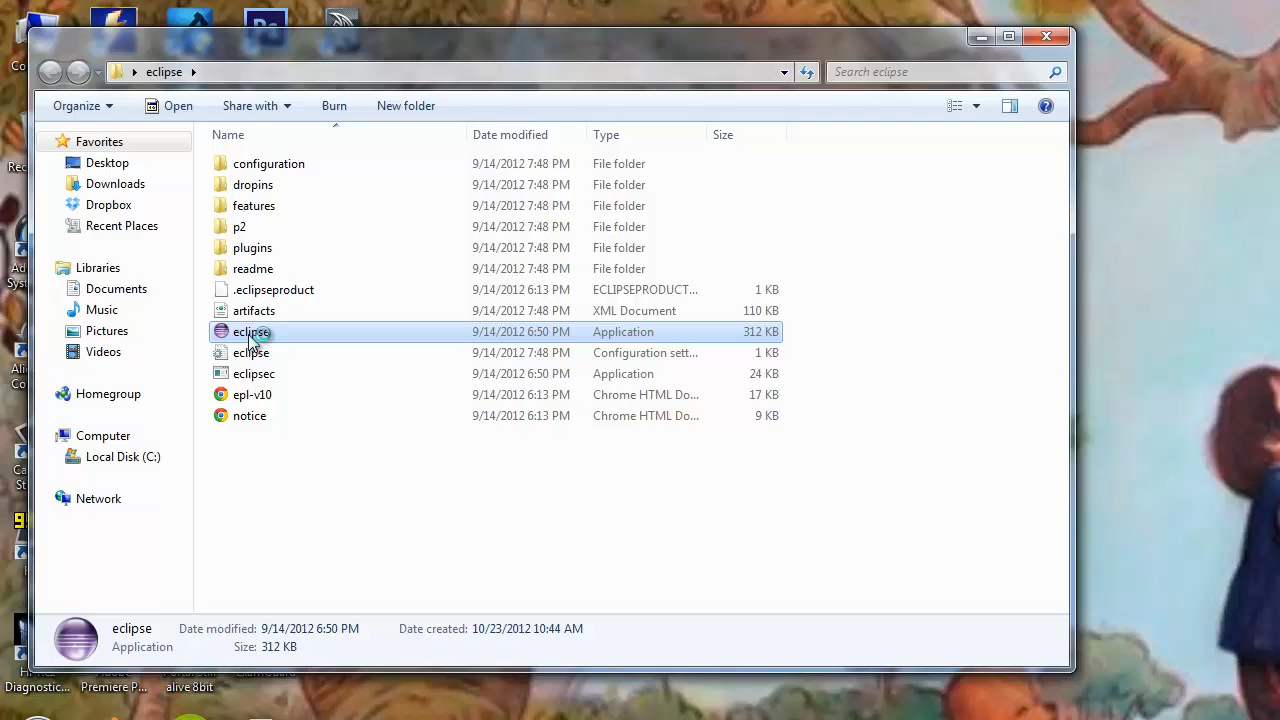 eclipse
Search eclipse
Organize Open Share with Burn New folder
Name Date modified Type Size
Favorites
Desktop
Downloads
Dropbox
Recent Places
Libraries
Documents
Music
Pictures
Videos
Homegroup
Computer
Local Disk (C:)
Network
configuration 9/14/2012 7:48 PM File folder
dropins 9/14/2012 7:48 PM File folder
features 9/14/2012 7:48 PM File folder
p2 9/14/2012 7:48 PM File folder
plugins 9/14/2012 7:48 PM File folder
readme 9/14/2012 7:48 PM File folder
.eclipseproduct 9/14/2012 6:13 PM ECLIPSEPRODUCT... 1 KB
artifacts 9/14/2012 7:48 PM XML Document 110 KB
eclipse 9/14/2012 6:50 PM Application 312 KB
eclipse 9/14/2012 7:48 PM Configuration sett... 1 KB
eclipsec 9/14/2012 6:50 PM Application 24 KB
epl-v10 9/14/2012 6:13 PM Chrome HTML Do... 17 KB
notice 9/14/2012 6:13 PM Chrome HTML Do... 9 KB
eclipse Date modified: 9/14/2012 6:50 PM Date created: 10/23/2012 10:44 AM
Application Size: 312 KB
Diagnostic... Premiere P... alive 8bit
Ps